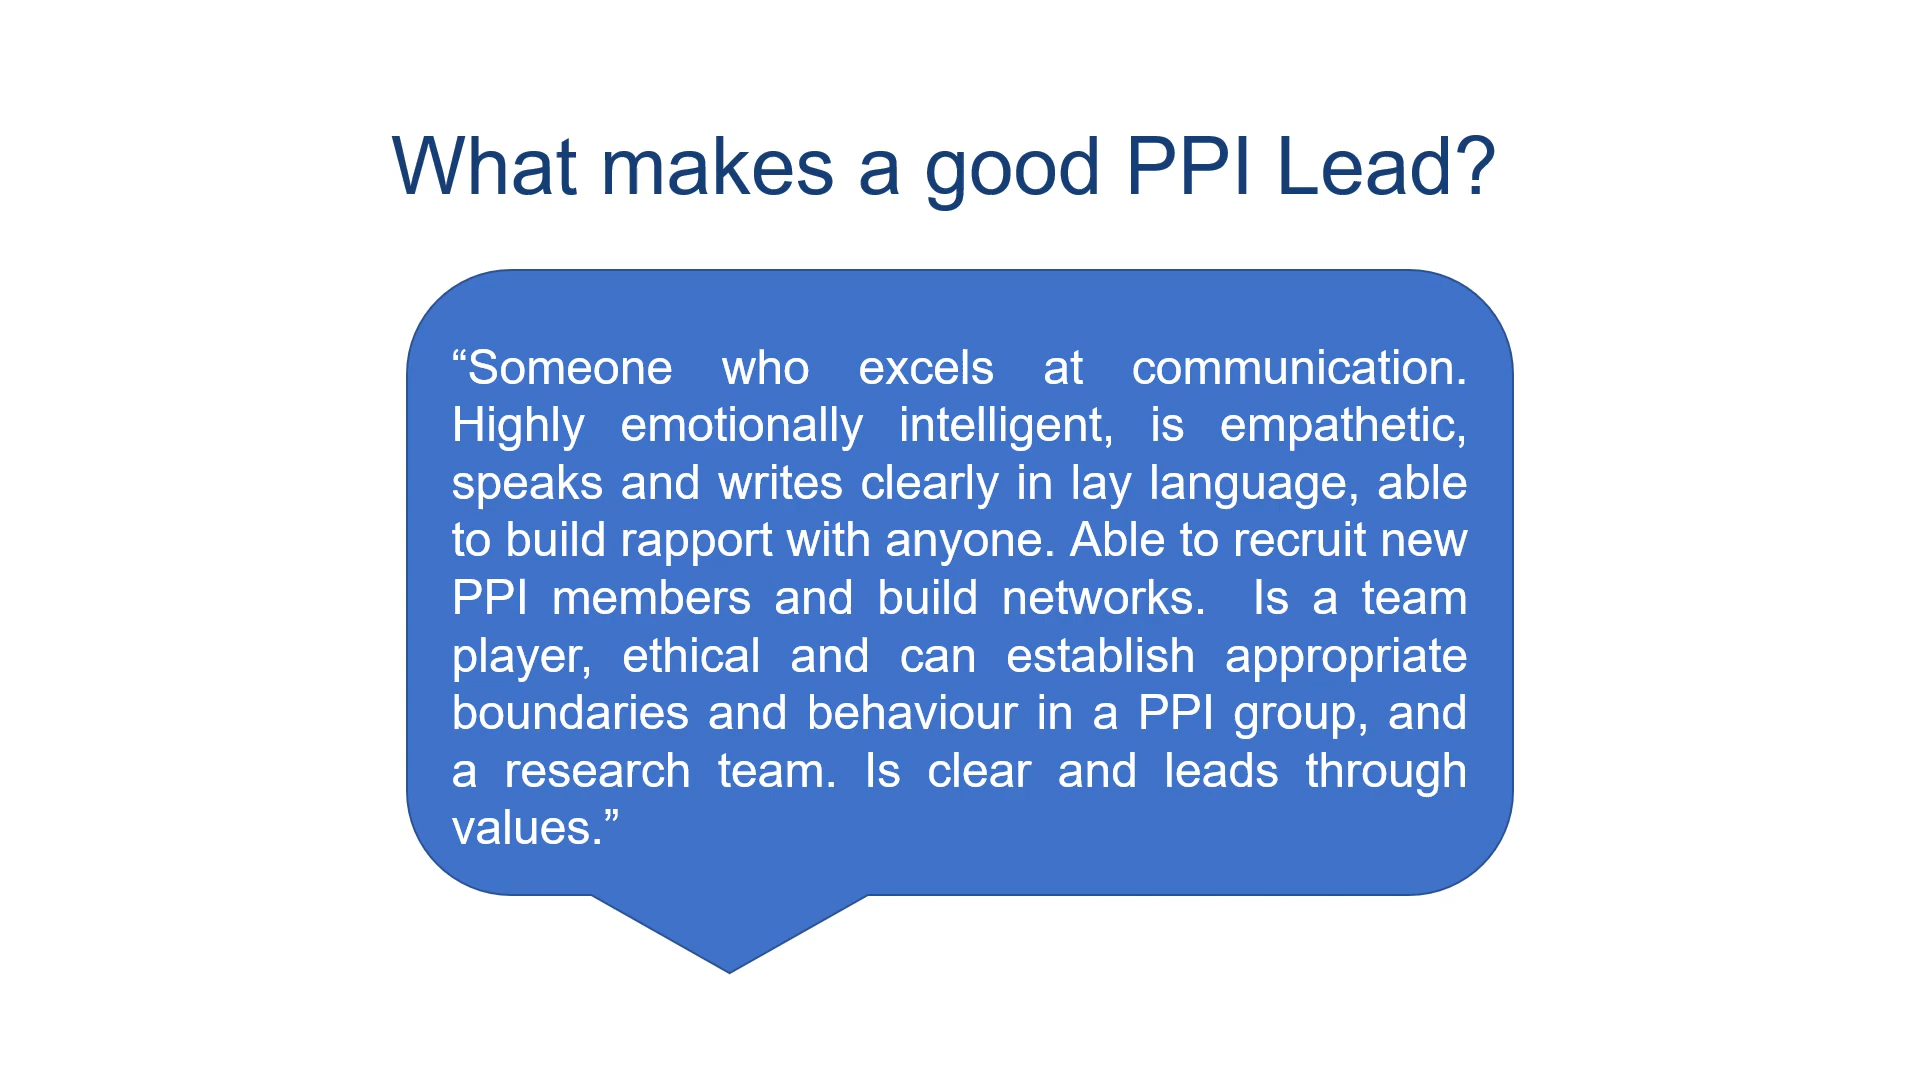 What makes a good PPI Lead?
“Someone who excels at communication.
Highly emotionally intelligent, is empathetic,
speaks and writes clearly in lay language, able
to build rapport with anyone. Able to recruit new
PPI members and build networks.  Is a team
player, ethical and can establish appropriate
boundaries and behaviour in a PPI group, and
a research team. Is clear and leads through
values.”